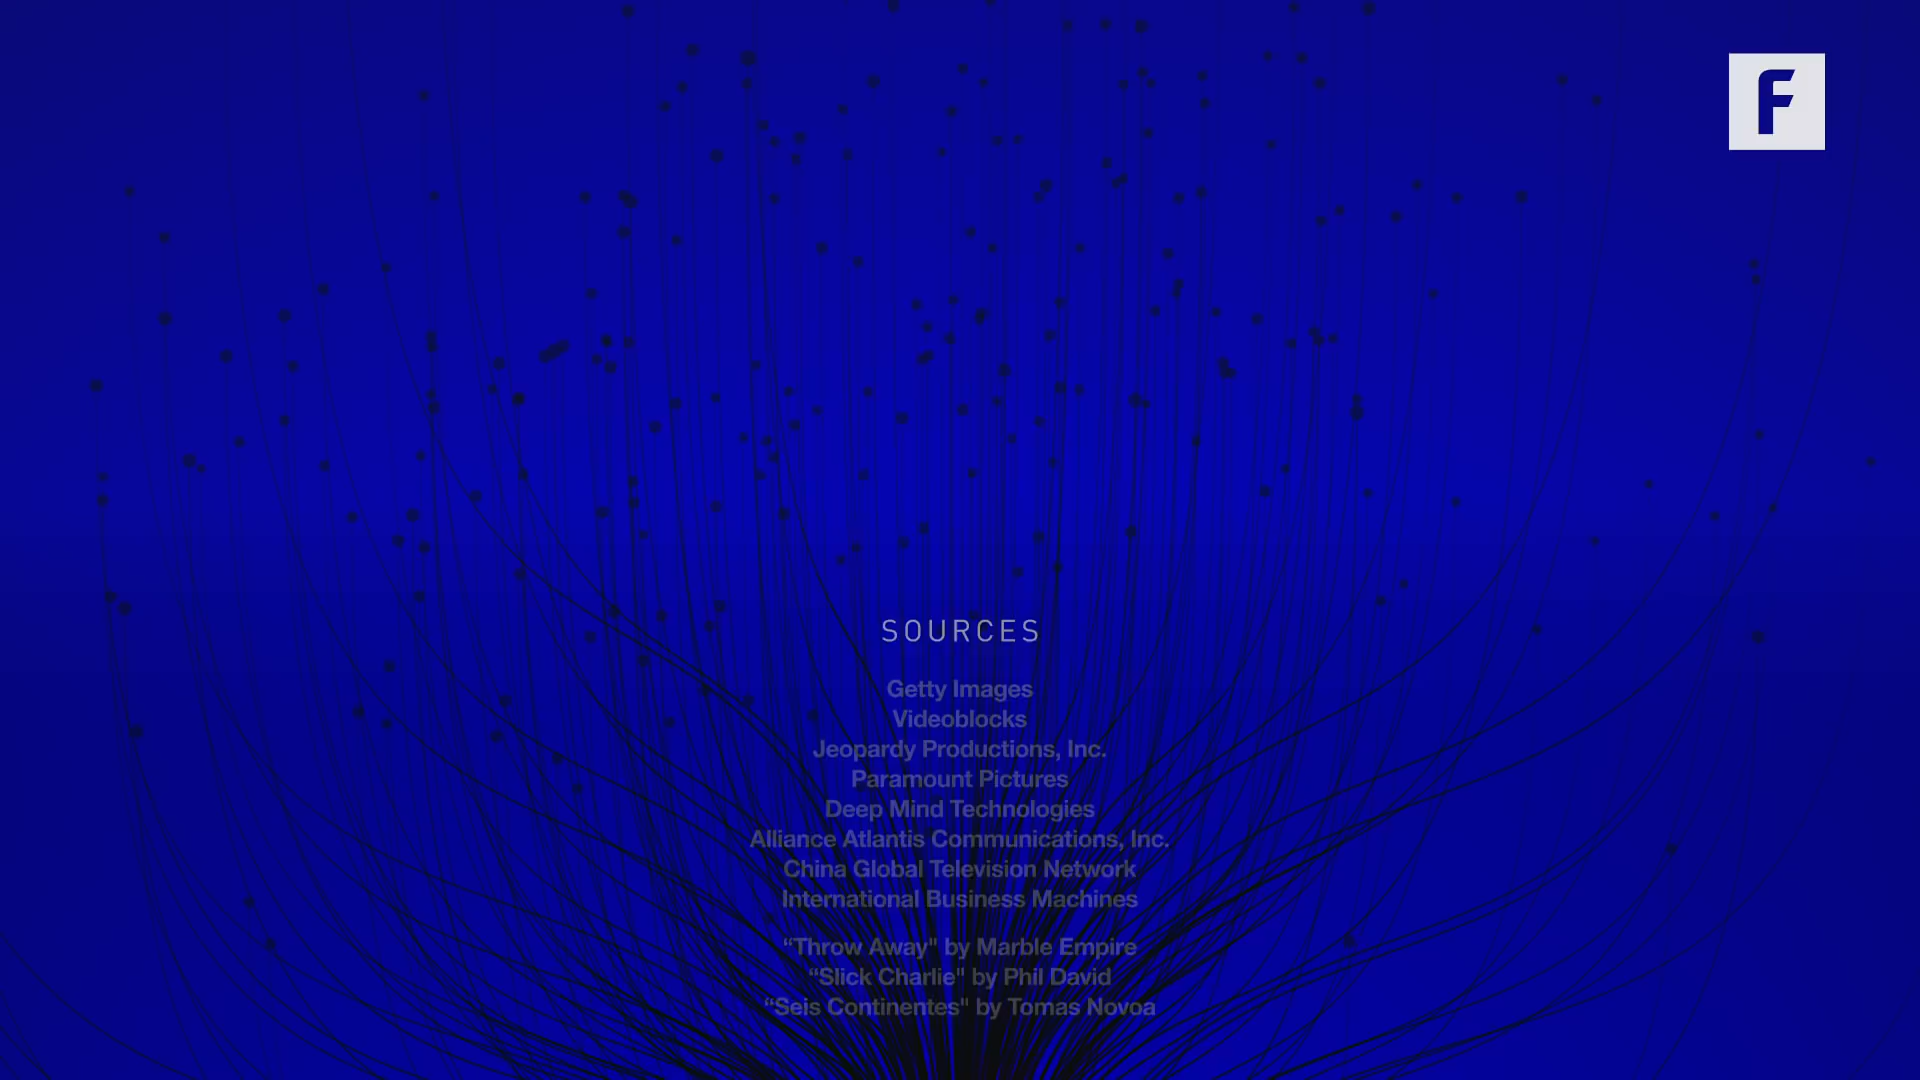 F
SOURCES
Getty Images
Videoblocks
Jeopardy Productions, Inc.
Paramount Pictures
Deep Mind Technologies
Alliance Atlantis Communications, Inc.
China Global Television Network
International Business Machines
“Throw Away" by Marble Empire
“Slick Charlie" by Phil David
“Seis Continentes" by Tomas Novoa